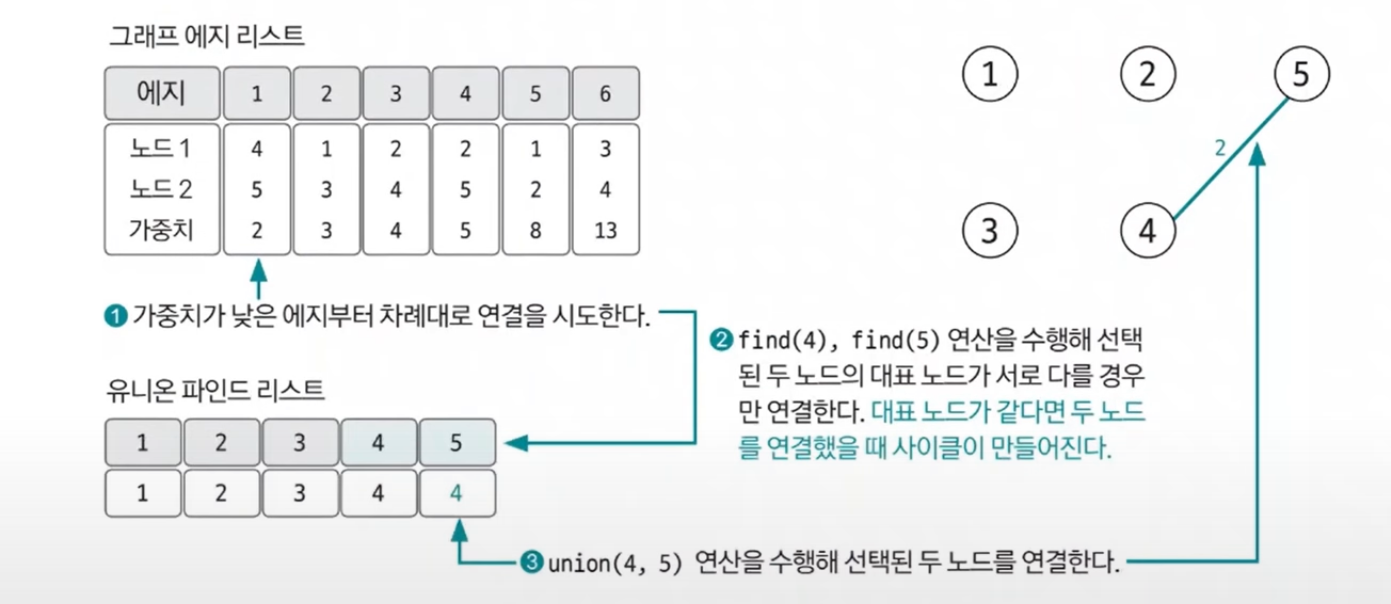 그래프 에지 리스트
에지 1 2 3 4 5 6
노드 1 4 1 2 2 1 3
노드 2 5 3 4 5 2 4
가중치 2 3 4 5 8 13
❶ 가중치가 낮은 에지부터 차례대로 연결을 시도한다.
유니온 파인드 리스트
1 2 3 4 5
1 2 3 4 4
1 2 5
2
3 4
❷ find(4), find(5) 연산을 수행해 선택
된 두 노드의 대표 노드가 서로 다를 경우
만 연결한다. 대표 노드가 같다면 두 노드
를 연결했을 때 사이클이 만들어진다.
❸ union(4, 5) 연산을 수행해 선택된 두 노드를 연결한다.